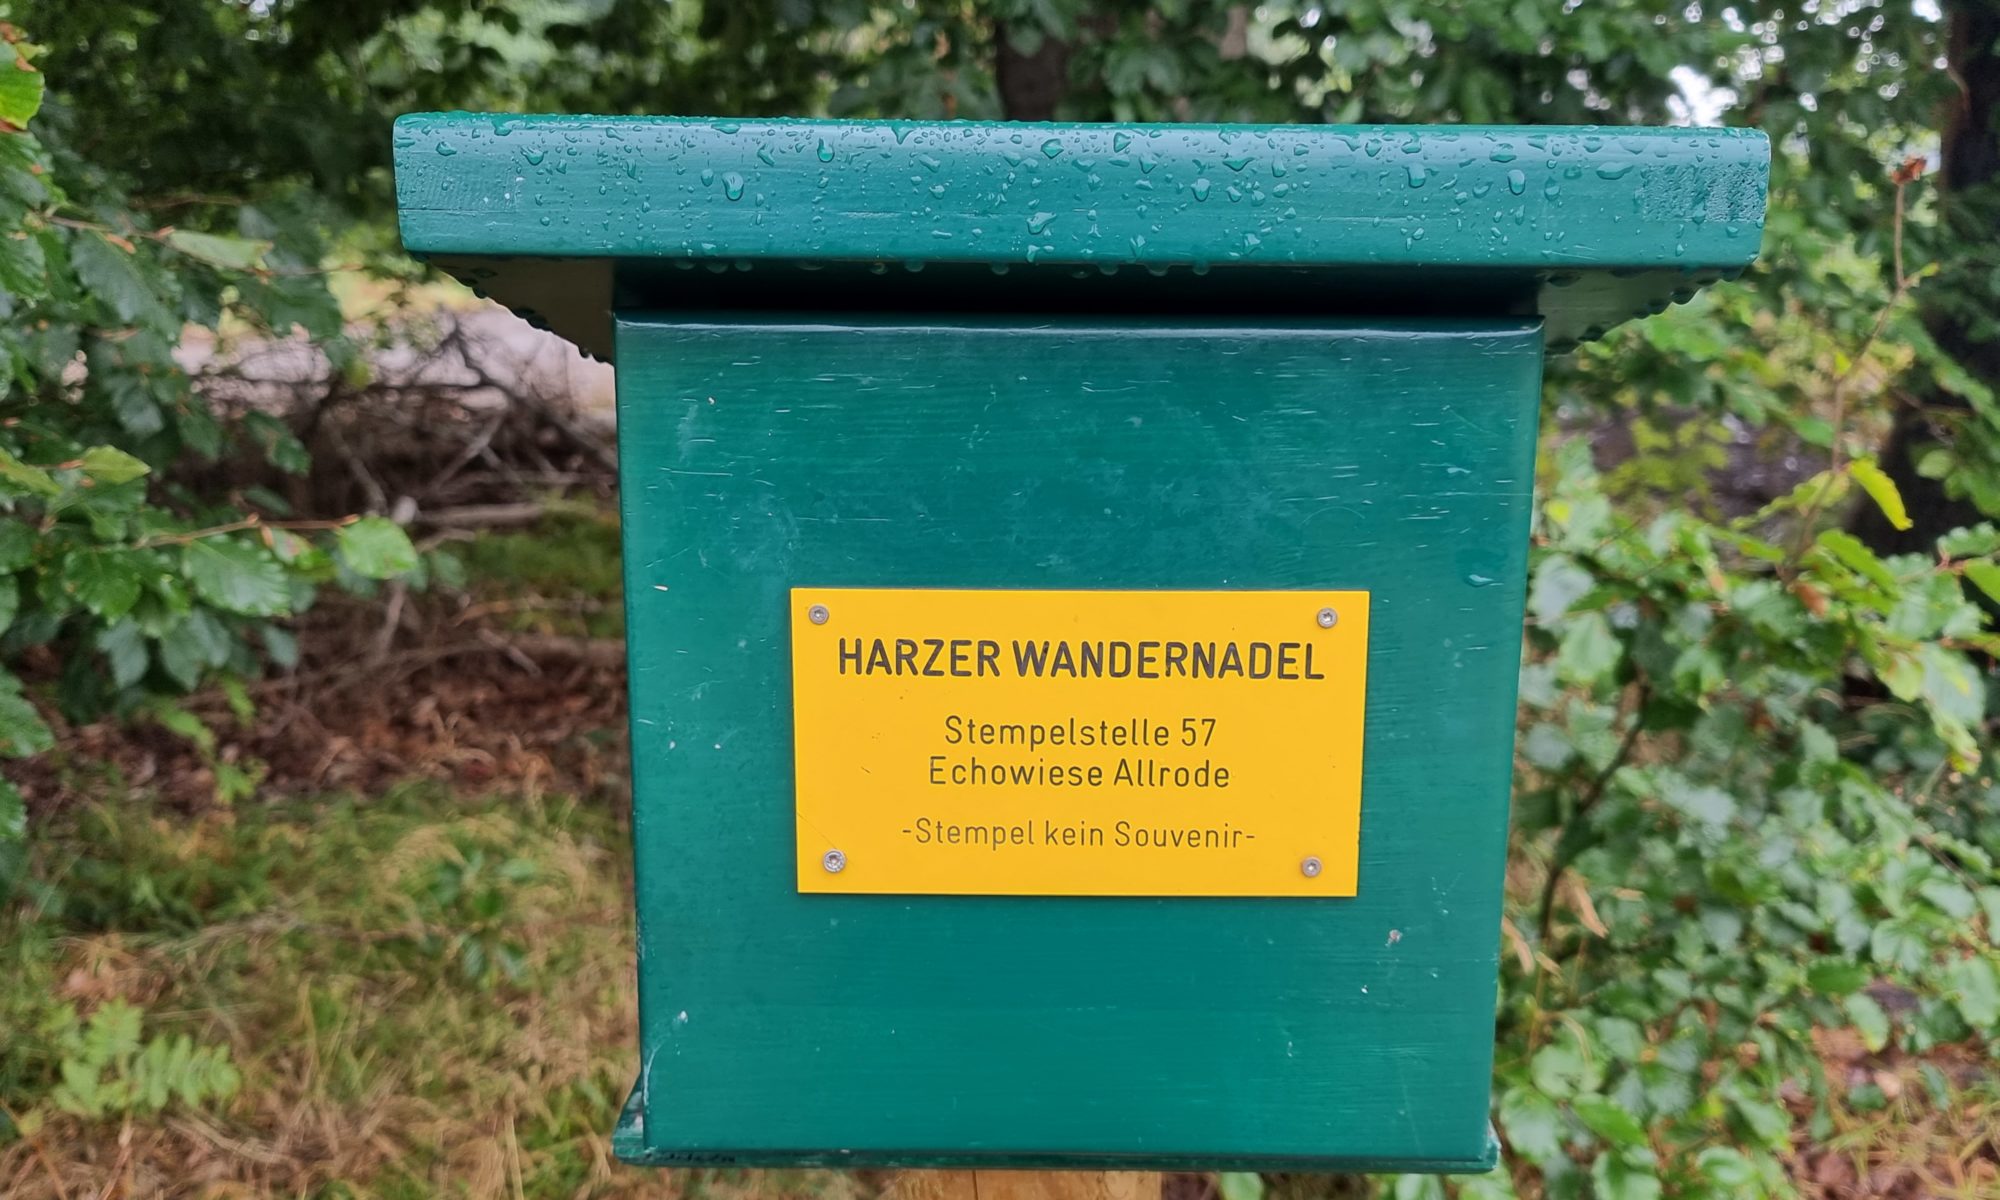 HARZER WANDERNADEL
Stempelstelle 57
Echowiese Allrode
-Stempel kein Souvenir-